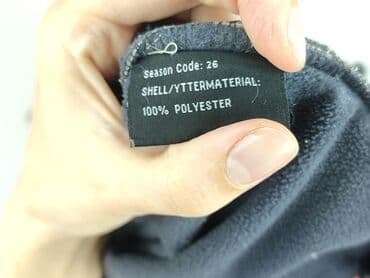 Season Code: 26
SHELL/YTTERMATERIAL:
100% POLYESTER